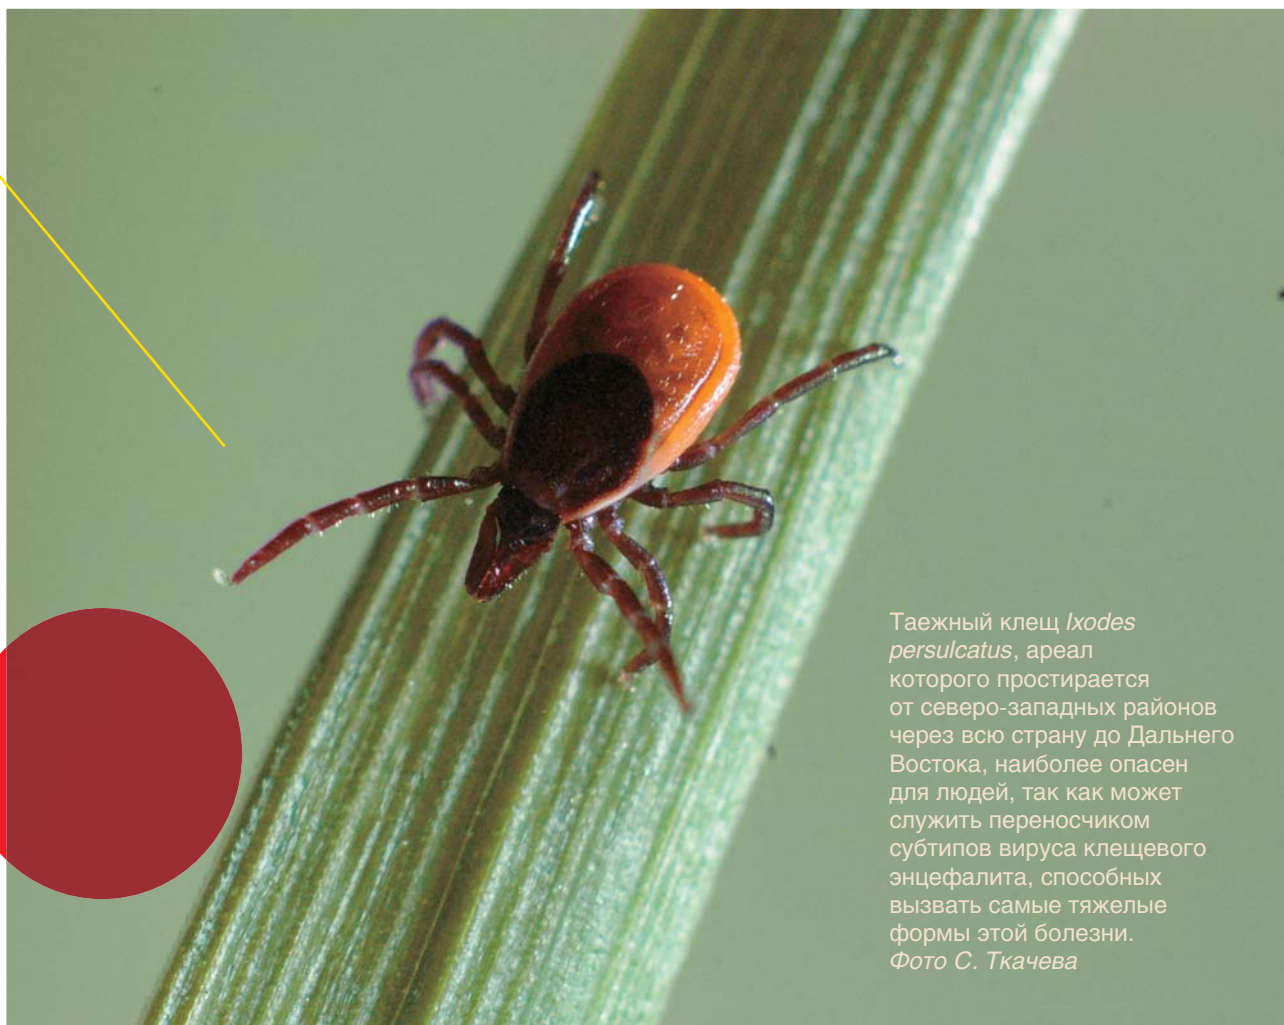 Таежный клещ Ixodes
persulcatus, ареал
которого простирается
от северо-западных районов
через всю страну до Дальнего
Востока, наиболее опасен
для людей, так как может
служить переносчиком
субтипов вируса клещевого
энцефалита, способных
вызвать самые тяжелые
формы этой болезни.
Фото С. Ткачева